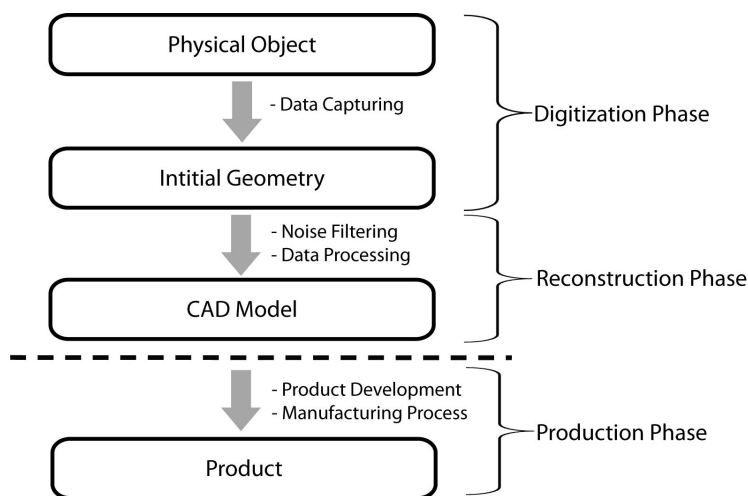 Physical Object
- Data Capturing
Digitization Phase
Intitial Geometry
- Noise Filtering
- Data Processing
Reconstruction Phase
CAD Model
- Product Development
- Manufacturing Process
Production Phase
Product